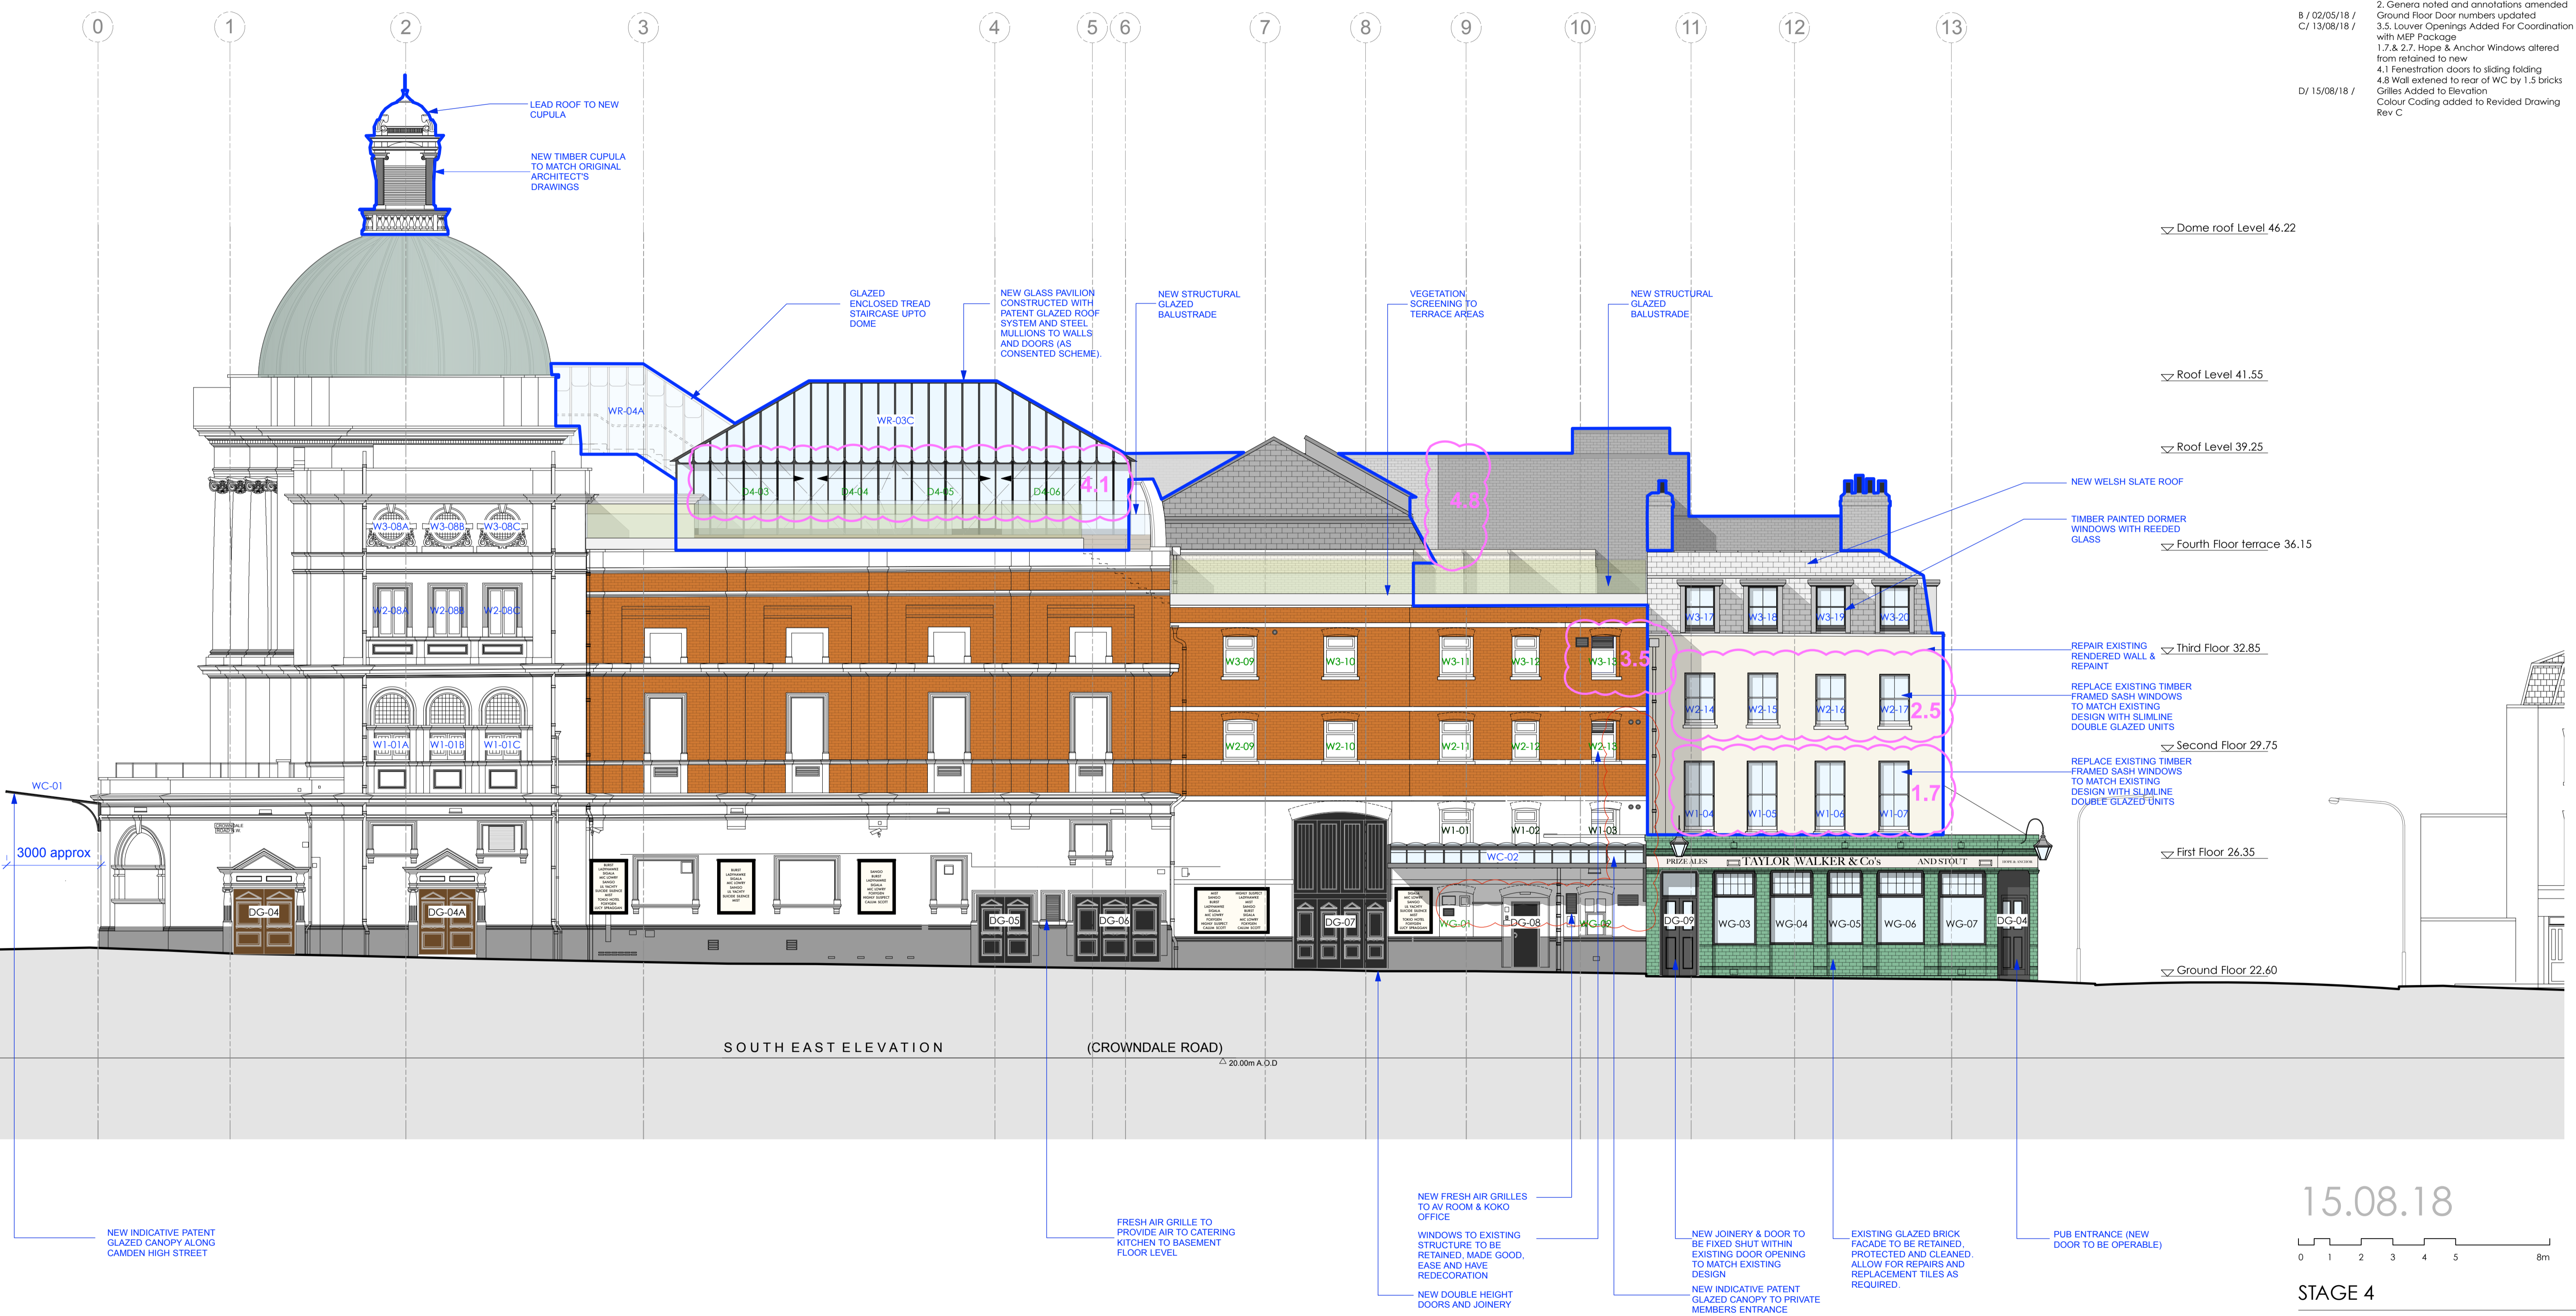 0
1
2
3
4
5
6
7
8
9
10
11
12
13
2. Genera noted and annotations amended
B / 02/05/18 /
Ground Floor Door numbers updated
C/ 13/08/18 /
3.5. Louver Openings Added For Coordination
with MEP Package
1.7.& 2.7. Hope & Anchor Windows altered
from retained to new
4.1 Fenestration doors to sliding folding
4.8 Wall extened to rear of WC by 1.5 bricks
D/ 15/08/18 /
Grilles Added to Elevation
Colour Coding added to Revided Drawing
Rev C
LEAD ROOF TO NEW
CUPULA
NEW TIMBER CUPULA
TO MATCH ORIGINAL
ARCHITECT'S
DRAWINGS
Dome roof Level 46.22
GLAZED
ENCLOSED TREAD
STAIRCASE UPTO
DOME
NEW GLASS PAVILION
CONSTRUCTED WITH
PATENT GLAZED ROOF
SYSTEM AND STEEL
MULLIONS TO WALLS
AND DOORS (AS
CONSENTED SCHEME).
NEW STRUCTURAL
GLAZED
BALUSTRADE
VEGETATION
SCREENING TO
TERRACE AREAS
NEW STRUCTURAL
GLAZED
BALUSTRADE
Roof Level 41.55
WR-04A
WR-03C
Roof Level 39.25
D4-03
D4-04
D4-05
D4-06
4.1
4.8
NEW WELSH SLATE ROOF
TIMBER PAINTED DORMER
WINDOWS WITH REEDED
GLASS
Fourth Floor terrace 36.15
W3-08A
W3-08B
W3-08C
W2-08A
W2-08B
W2-08C
W3-17
W3-18
W3-19
W3-20
W3-09
W3-10
W3-11
W3-12
W3-13
3.5
REPAIR EXISTING
RENDERED WALL &
REPAINT
Third Floor 32.85
REPLACE EXISTING TIMBER
FRAMED SASH WINDOWS
TO MATCH EXISTING
DESIGN WITH SLIMLINE
DOUBLE GLAZED UNITS
W2-14
W2-15
W2-16
W2-17
2.5
W1-01A
W1-01B
W1-01C
W2-09
W2-10
W2-11
W2-12
W2-13
Second Floor 29.75
REPLACE EXISTING TIMBER
FRAMED SASH WINDOWS
TO MATCH EXISTING
DESIGN WITH SLIMLINE
DOUBLE GLAZED UNITS
WC-01
1.7
W1-04
W1-05
W1-06
W1-07
CROWNDALE
ROAD N.W.
W1-01
W1-02
W1-03
3000 approx
WC-02
First Floor 26.35
PRIZE ALES
TAYLOR WALKER & Co's
AND STOUT
HOPE & ANCHOR
DG-04
DG-04A
DG-05
DG-06
DG-07
WG-01
DG-08
WG-02
DG-09
WG-03
WG-04
WG-05
WG-06
WG-07
DG-04
Ground Floor 22.60
SOUTH EAST ELEVATION
(CROWNDALE ROAD)
20.00m A.O.D
NEW INDICATIVE PATENT
GLAZED CANOPY ALONG
CAMDEN HIGH STREET
FRESH AIR GRILLE TO
PROVIDE AIR TO CATERING
KITCHEN TO BASEMENT
FLOOR LEVEL
NEW FRESH AIR GRILLES
TO AV ROOM & KOKO
OFFICE
WINDOWS TO EXISTING
STRUCTURE TO BE
RETAINED, MADE GOOD,
EASE AND HAVE
REDECORATION
NEW DOUBLE HEIGHT
DOORS AND JOINERY
NEW JOINERY & DOOR TO
BE FIXED SHUT WITHIN
EXISTING DOOR OPENING
TO MATCH EXISTING
DESIGN
NEW INDICATIVE PATENT
GLAZED CANOPY TO PRIVATE
MEMBERS ENTRANCE
EXISTING GLAZED BRICK
FACADE TO BE RETAINED,
PROTECTED AND CLEANED.
ALLOW FOR REPAIRS AND
REPLACEMENT TILES AS
REQUIRED.
PUB ENTRANCE (NEW
DOOR TO BE OPERABLE)
15.08.18
0 1 2 3 4 5 8m
STAGE 4